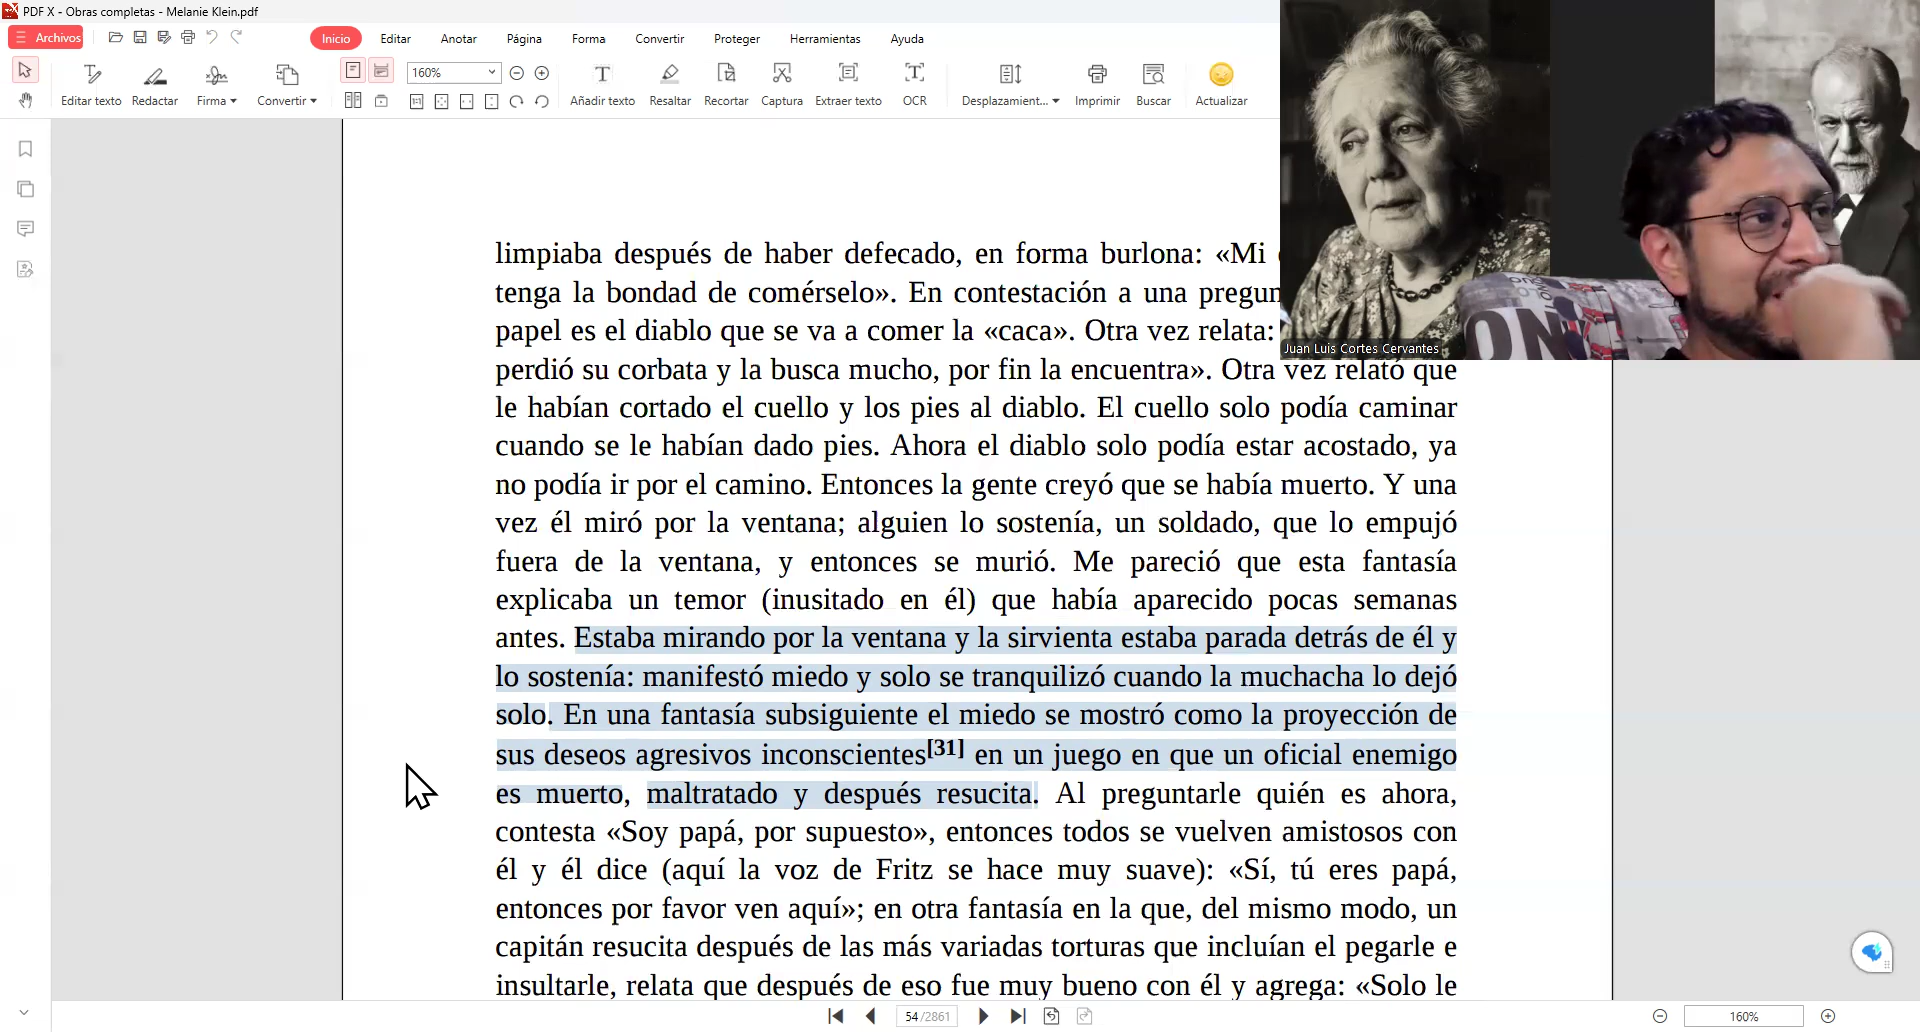 PDF X - Obras completas - Melanie Klein.pdf
Archivos
Inicio
Editar
Anotar
Página
Forma
Convertir
Proteger
Herramientas
Ayuda
160%
Editar texto
Redactar
Firma
Convertir
Añadir texto
Resaltar
Recortar
Captura
Extraer texto
OCR
Desplazamient...
Imprimir
Buscar
Actualizar
limpiaba después de haber defecado, en forma burlona: «Mi
tenga la bondad de comérselo». En contestación a una pregun
papel es el diablo que se va a comer la «caca». Otra vez relata:
Juan Luis Cortes Cervantes
perdió su corbata y la busca mucho, por fin la encuentra». Otra vez relató que
le habían cortado el cuello y los pies al diablo. El cuello solo podía caminar
cuando se le habían dado pies. Ahora el diablo solo podía estar acostado, ya
no podía ir por el camino. Entonces la gente creyó que se había muerto. Y una
vez él miró por la ventana; alguien lo sostenía, un soldado, que lo empujó
fuera de la ventana, y entonces se murió. Me pareció que esta fantasía
explicaba un temor (inusitado en él) que había aparecido pocas semanas
antes. Estaba mirando por la ventana y la sirvienta estaba parada detrás de él y
lo sostenía: manifestó miedo y solo se tranquilizó cuando la muchacha lo dejó
solo. En una fantasía subsiguiente el miedo se mostró como la proyección de
sus deseos agresivos inconscientes[31] en un juego en que un oficial enemigo
es muerto, maltratado y después resucita. Al preguntarle quién es ahora,
contesta «Soy papá, por supuesto», entonces todos se vuelven amistosos con
él y él dice (aquí la voz de Fritz se hace muy suave): «Sí, tú eres papá,
entonces por favor ven aquí»; en otra fantasía en la que, del mismo modo, un
capitán resucita después de las más variadas torturas que incluían el pegarle e
insultarle, relata que después de eso fue muy bueno con él y agrega: «Solo le
54 /2861
160%